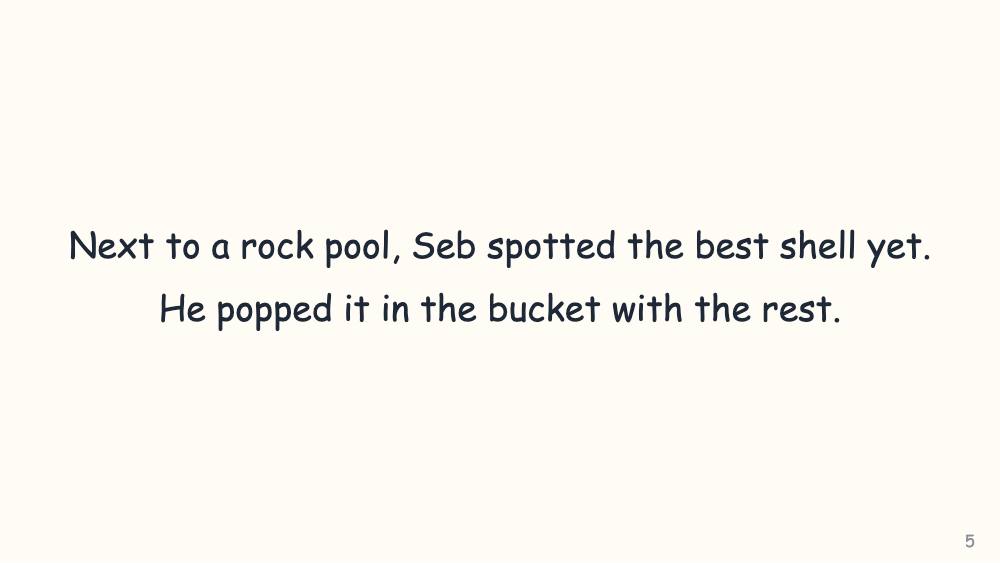 Next to a rock pool, Seb spotted the best shell yet.
He popped it in the bucket with the rest.
5